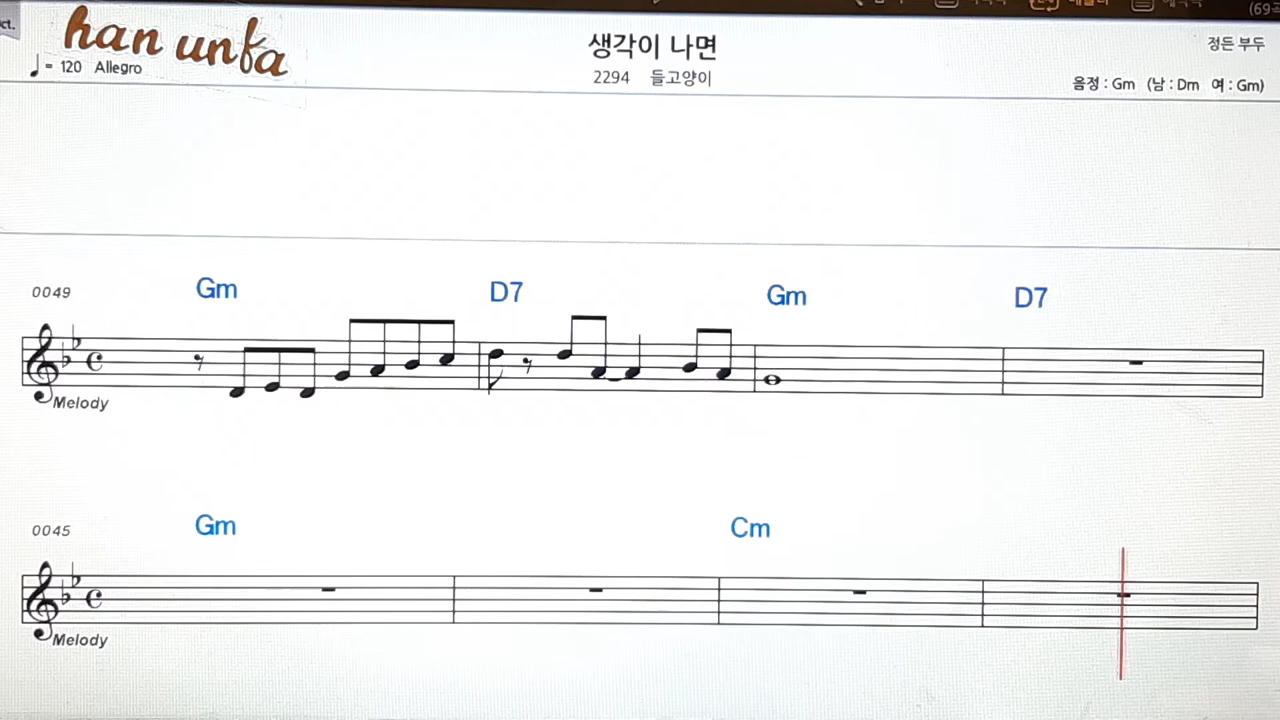 ct.
han unfa
생각이 나면
정든 부두
♩ = 120 Allegro
2294 들고양이
음정 : Gm (남 : Dm 여 : Gm)
0049 Gm D7 Gm D7
Melody
0045 Gm Cm
Melody